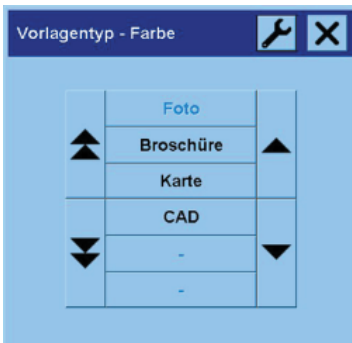 Vorlagentyp - Farbe
Foto
Broschüre
Karte
CAD
-
-